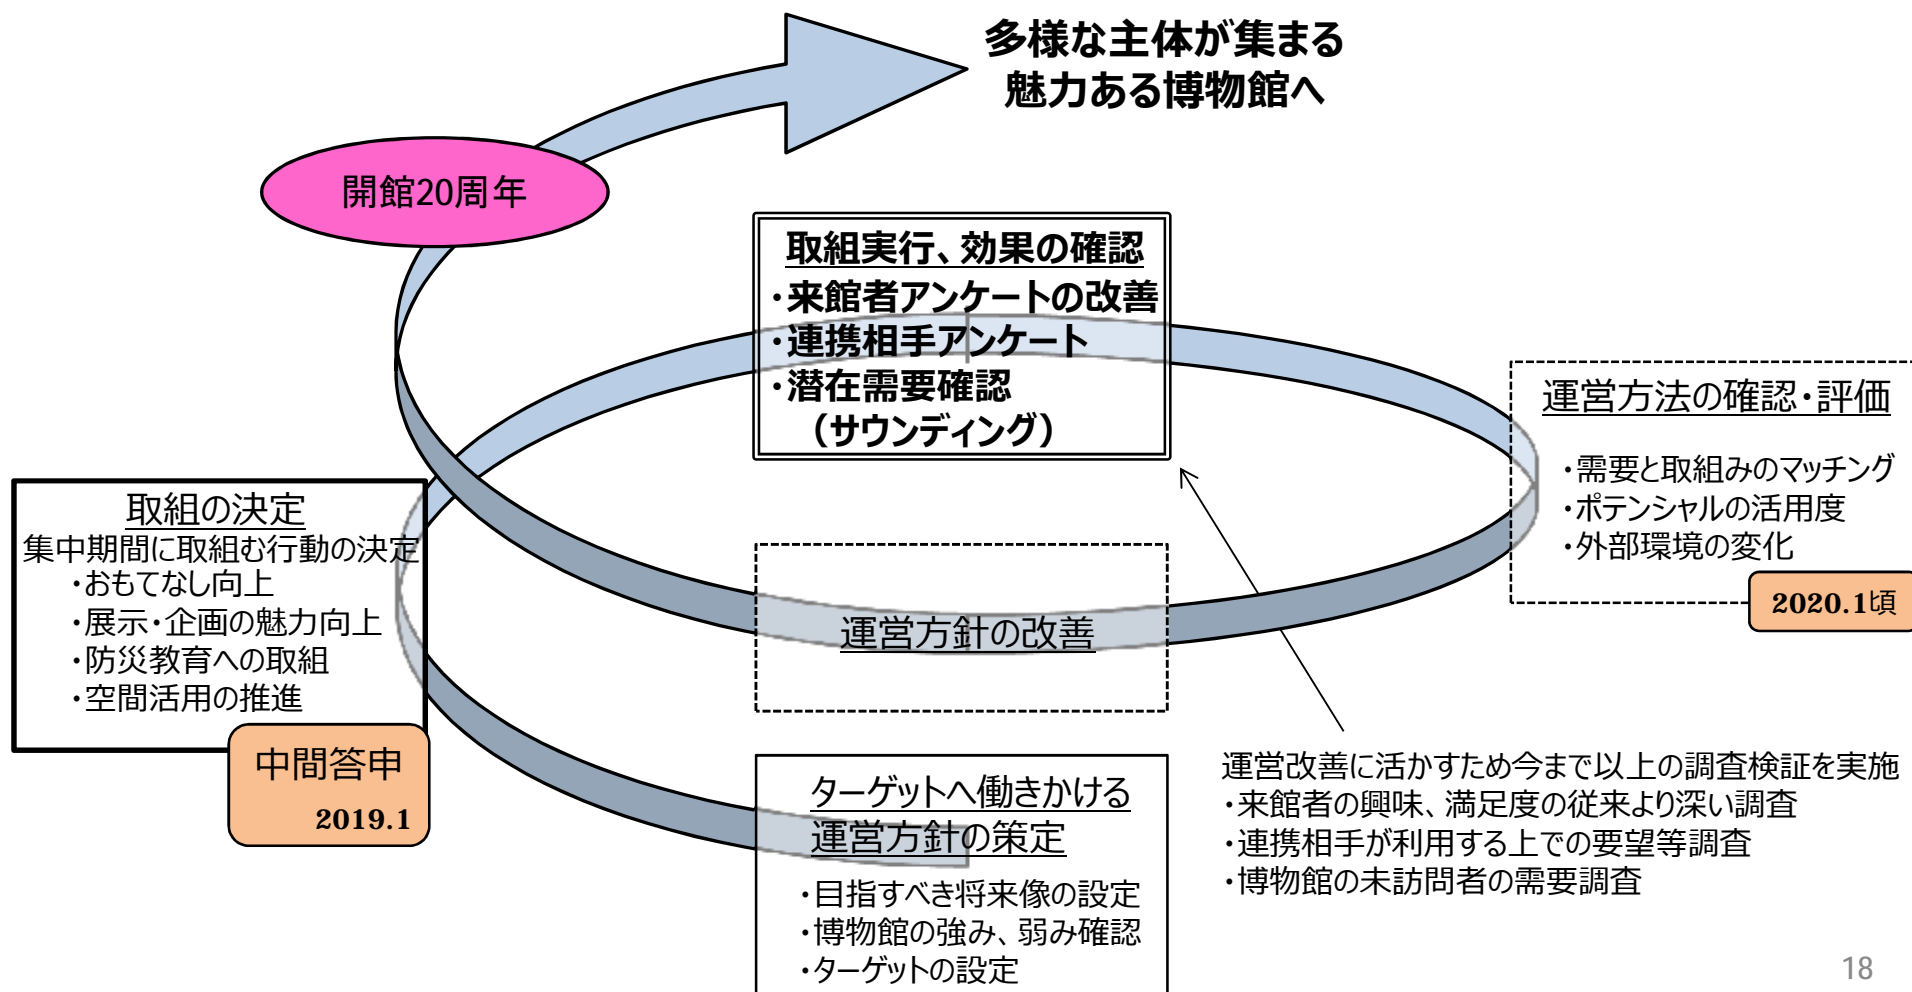 多様な主体が集まる
魅力ある博物館へ
開館20周年
取組実行、効果の確認
・来館者アンケートの改善
・連携相手アンケート
・潜在需要確認
（サウンディング）
運営方法の確認・評価
・需要と取組みのマッチング
・ポテンシャルの活用度
・外部環境の変化
2020.1頃
取組の決定
集中期間に取組む行動の決定
・おもてなし向上
・展示・企画の魅力向上
・防災教育への取組
・空間活用の推進
中間答申
2019.1
運営方針の改善
ターゲットへ働きかける
運営方針の策定
・目指すべき将来像の設定
・博物館の強み、弱み確認
・ターゲットの設定
運営改善に活かすため今まで以上の調査検証を実施
・来館者の興味、満足度の従来より深い調査
・連携相手が利用する上での要望等調査
・博物館の未訪問者の需要調査
18